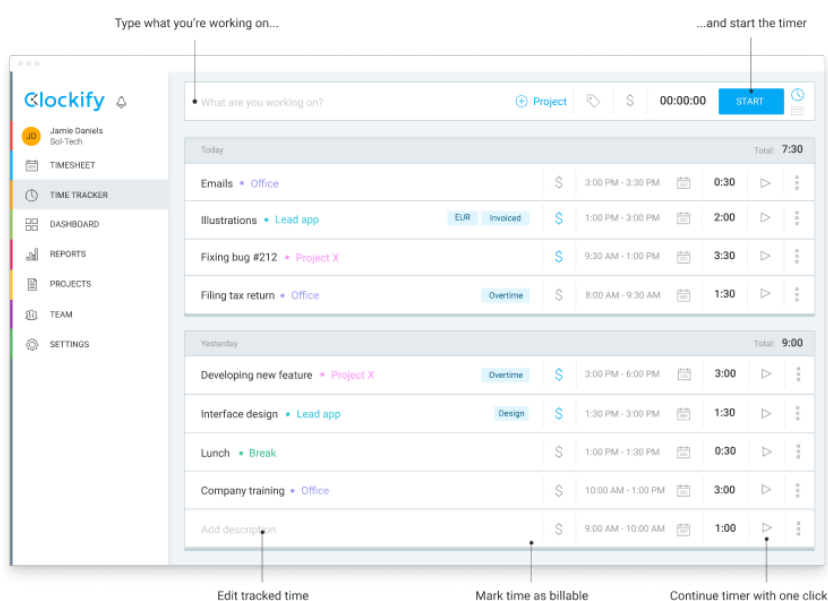 Type what you're working on...
...and start the timer
Clockify
What are you working on?
Project
$
00:00:00
START
JD
Jamie Daniels
Sol-Tech
TIMESHEET
TIME TRACKER
DASHBOARD
REPORTS
PROJECTS
TEAM
SETTINGS
Today Total: 7:30
Emails • Office $ 3:00 PM - 3:30 PM 0:30
Illustrations • Lead app EUR Invoiced $ 1:00 PM - 3:00 PM 2:00
Fixing bug #212 • Project X $ 9:30 AM - 1:00 PM 3:30
Filing tax return • Office Overtime $ 8:00 AM - 9:30 AM 1:30
Yesterday Total: 9:00
Developing new feature • Project X Overtime $ 3:00 PM - 6:00 PM 3:00
Interface design • Lead app Design $ 1:30 PM - 3:00 PM 1:30
Lunch • Break $ 1:00 PM - 1:30 PM 0:30
Company training • Office $ 10:00 AM - 1:00 PM 3:00
Add description $ 9:00 AM - 10:00 AM 1:00
Edit tracked time
Mark time as billable
Continue timer with one click